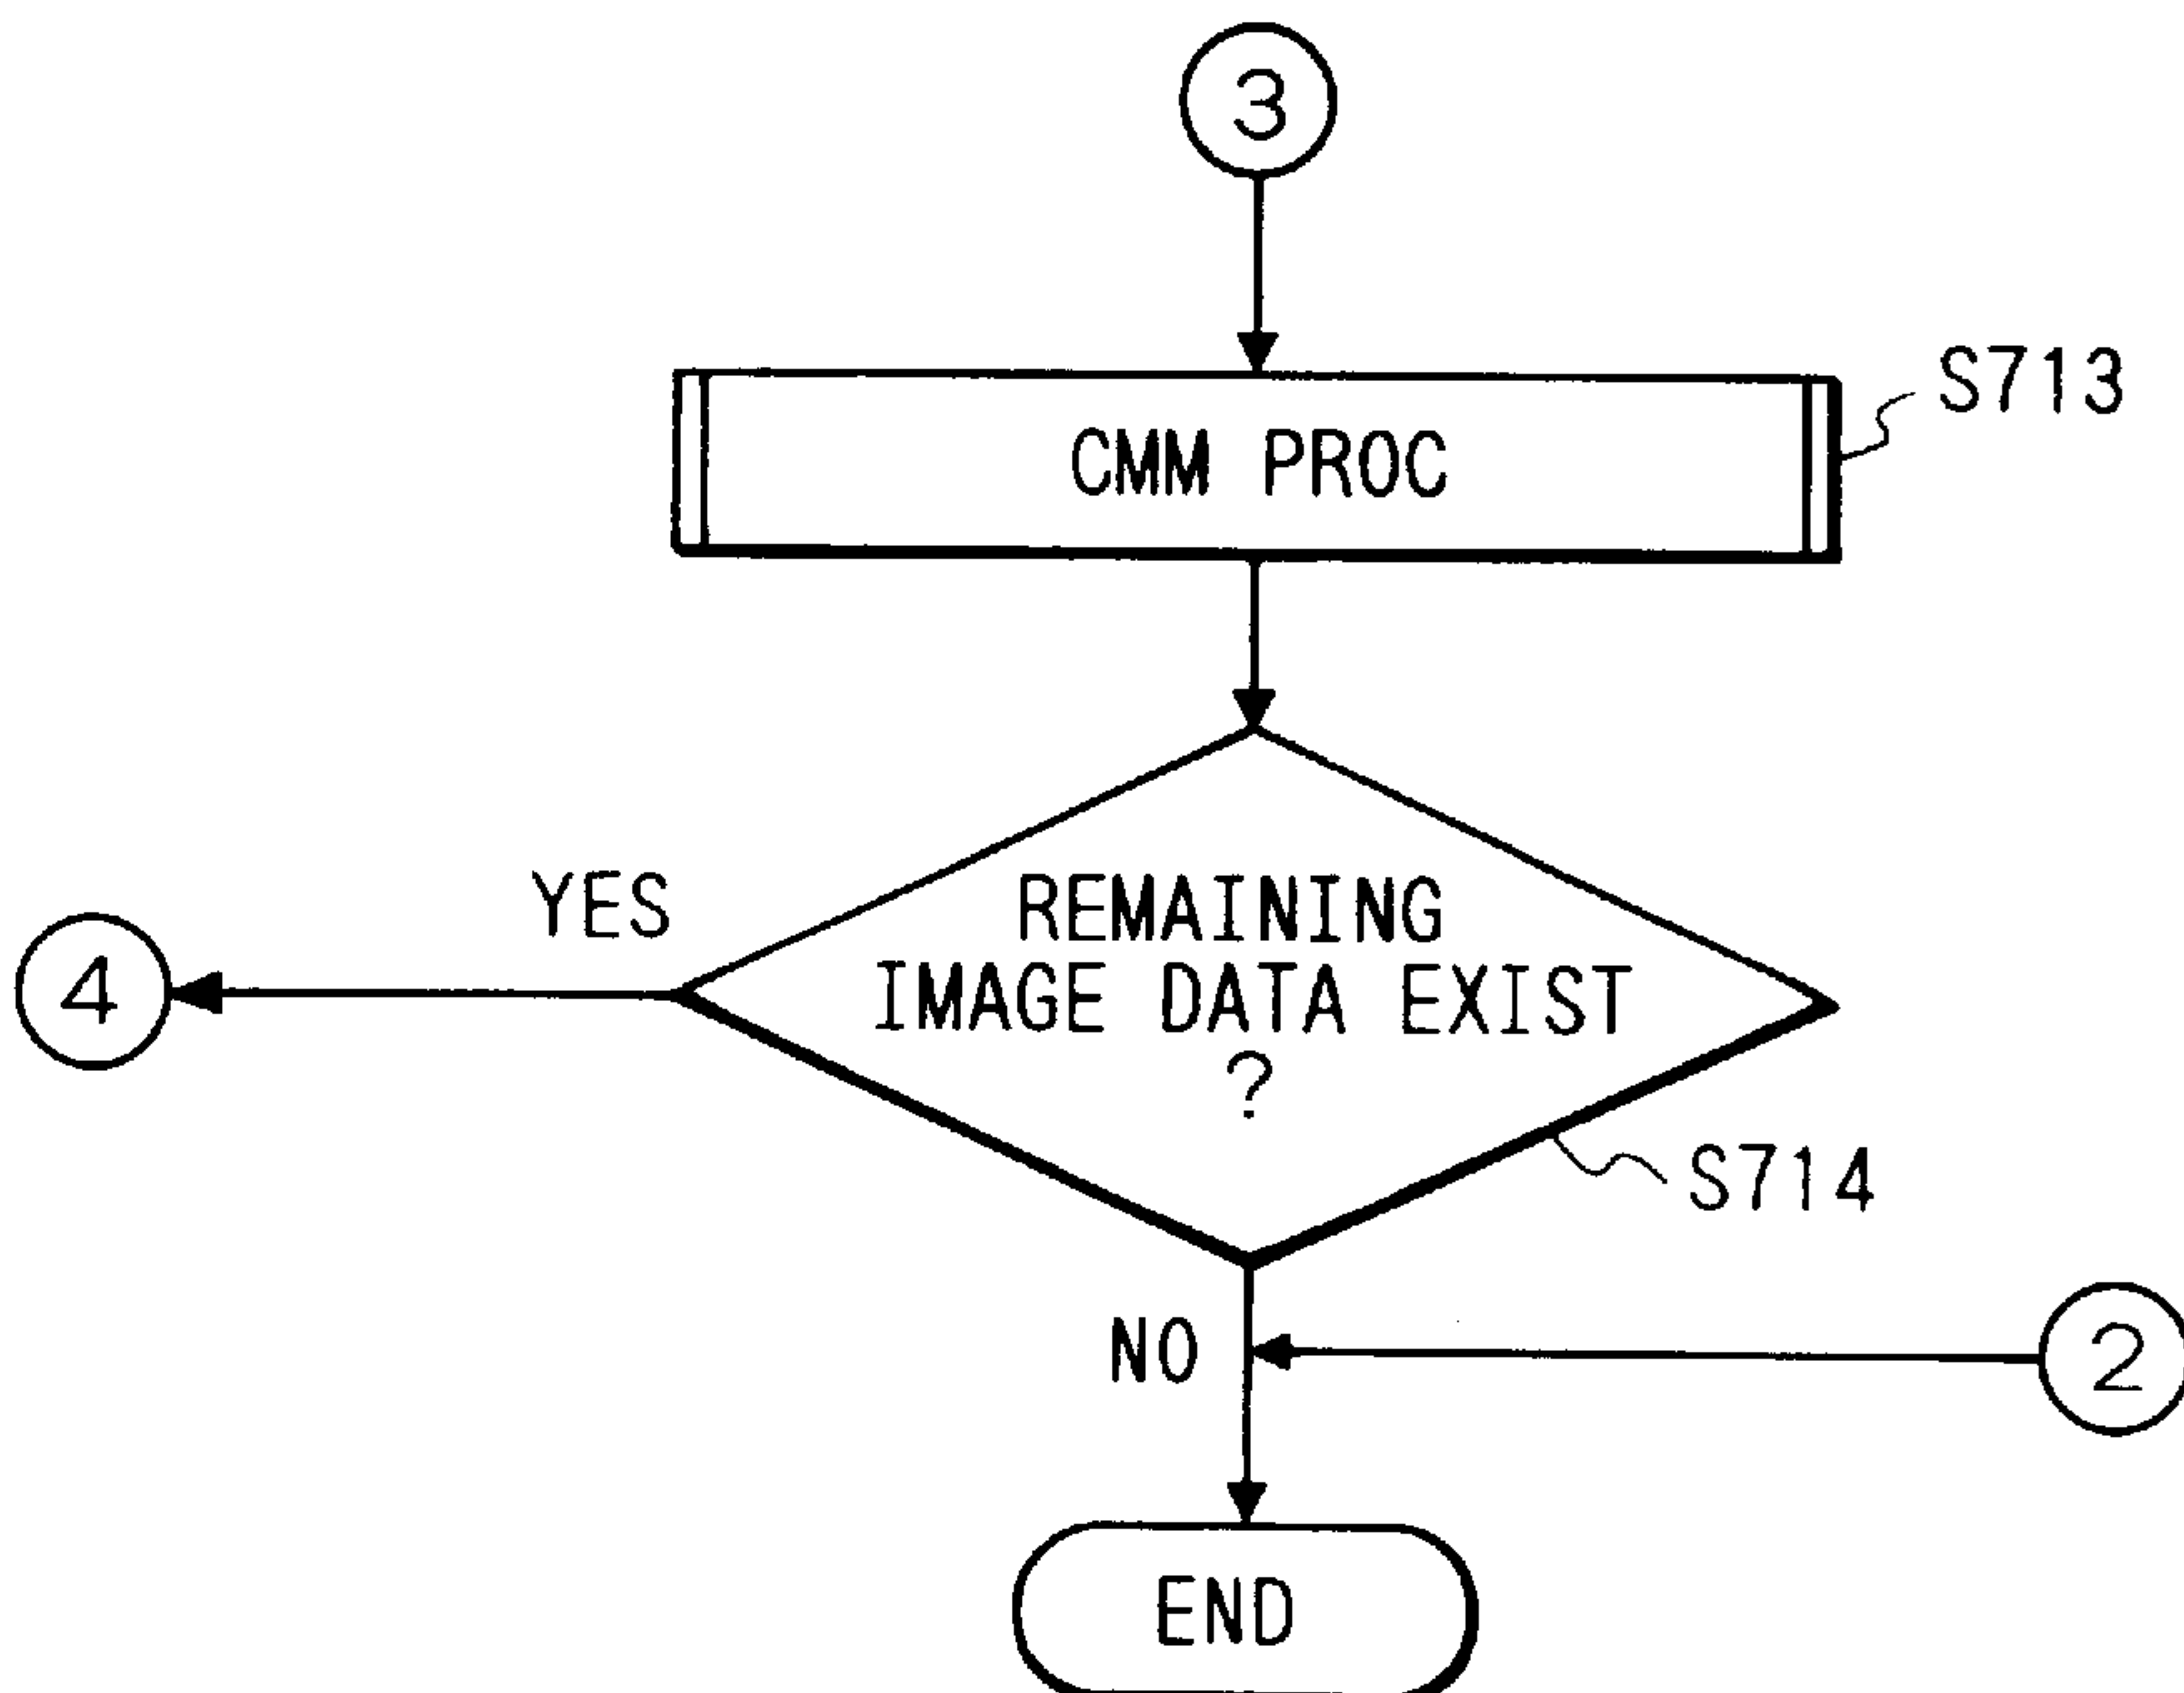 3
S713
CMM PROC
YES
REMAINING
IMAGE DATA EXIST
?
4
S714
NO
2
END